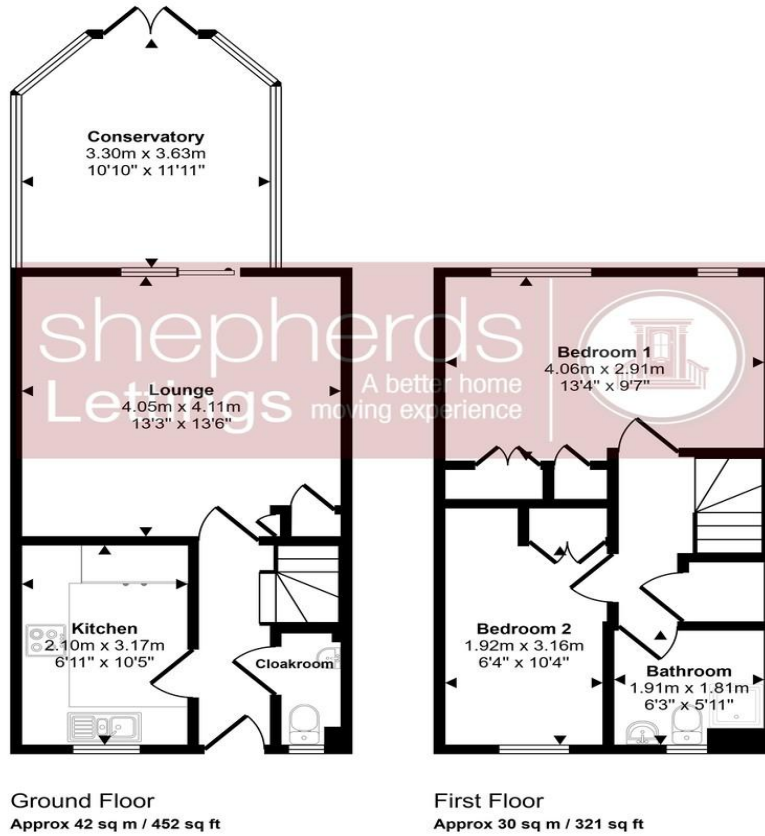 Conservatory
3.30m x 3.63m
10'10" x 11'11"
shepherds
Lettings
A better home
moving experience
Lounge
4.05m x 4.11m
13'3" x 13'6"
Bedroom 1
4.06m x 2.91m
13'4" x 9'7"
Kitchen
2.10m x 3.17m
6'11" x 10'5"
Cloakroom
Bedroom 2
1.92m x 3.16m
6'4" x 10'4"
Bathroom
1.91m x 1.81m
6'3" x 5'11"
Ground Floor
Approx 42 sq m / 452 sq ft
First Floor
Approx 30 sq m / 321 sq ft